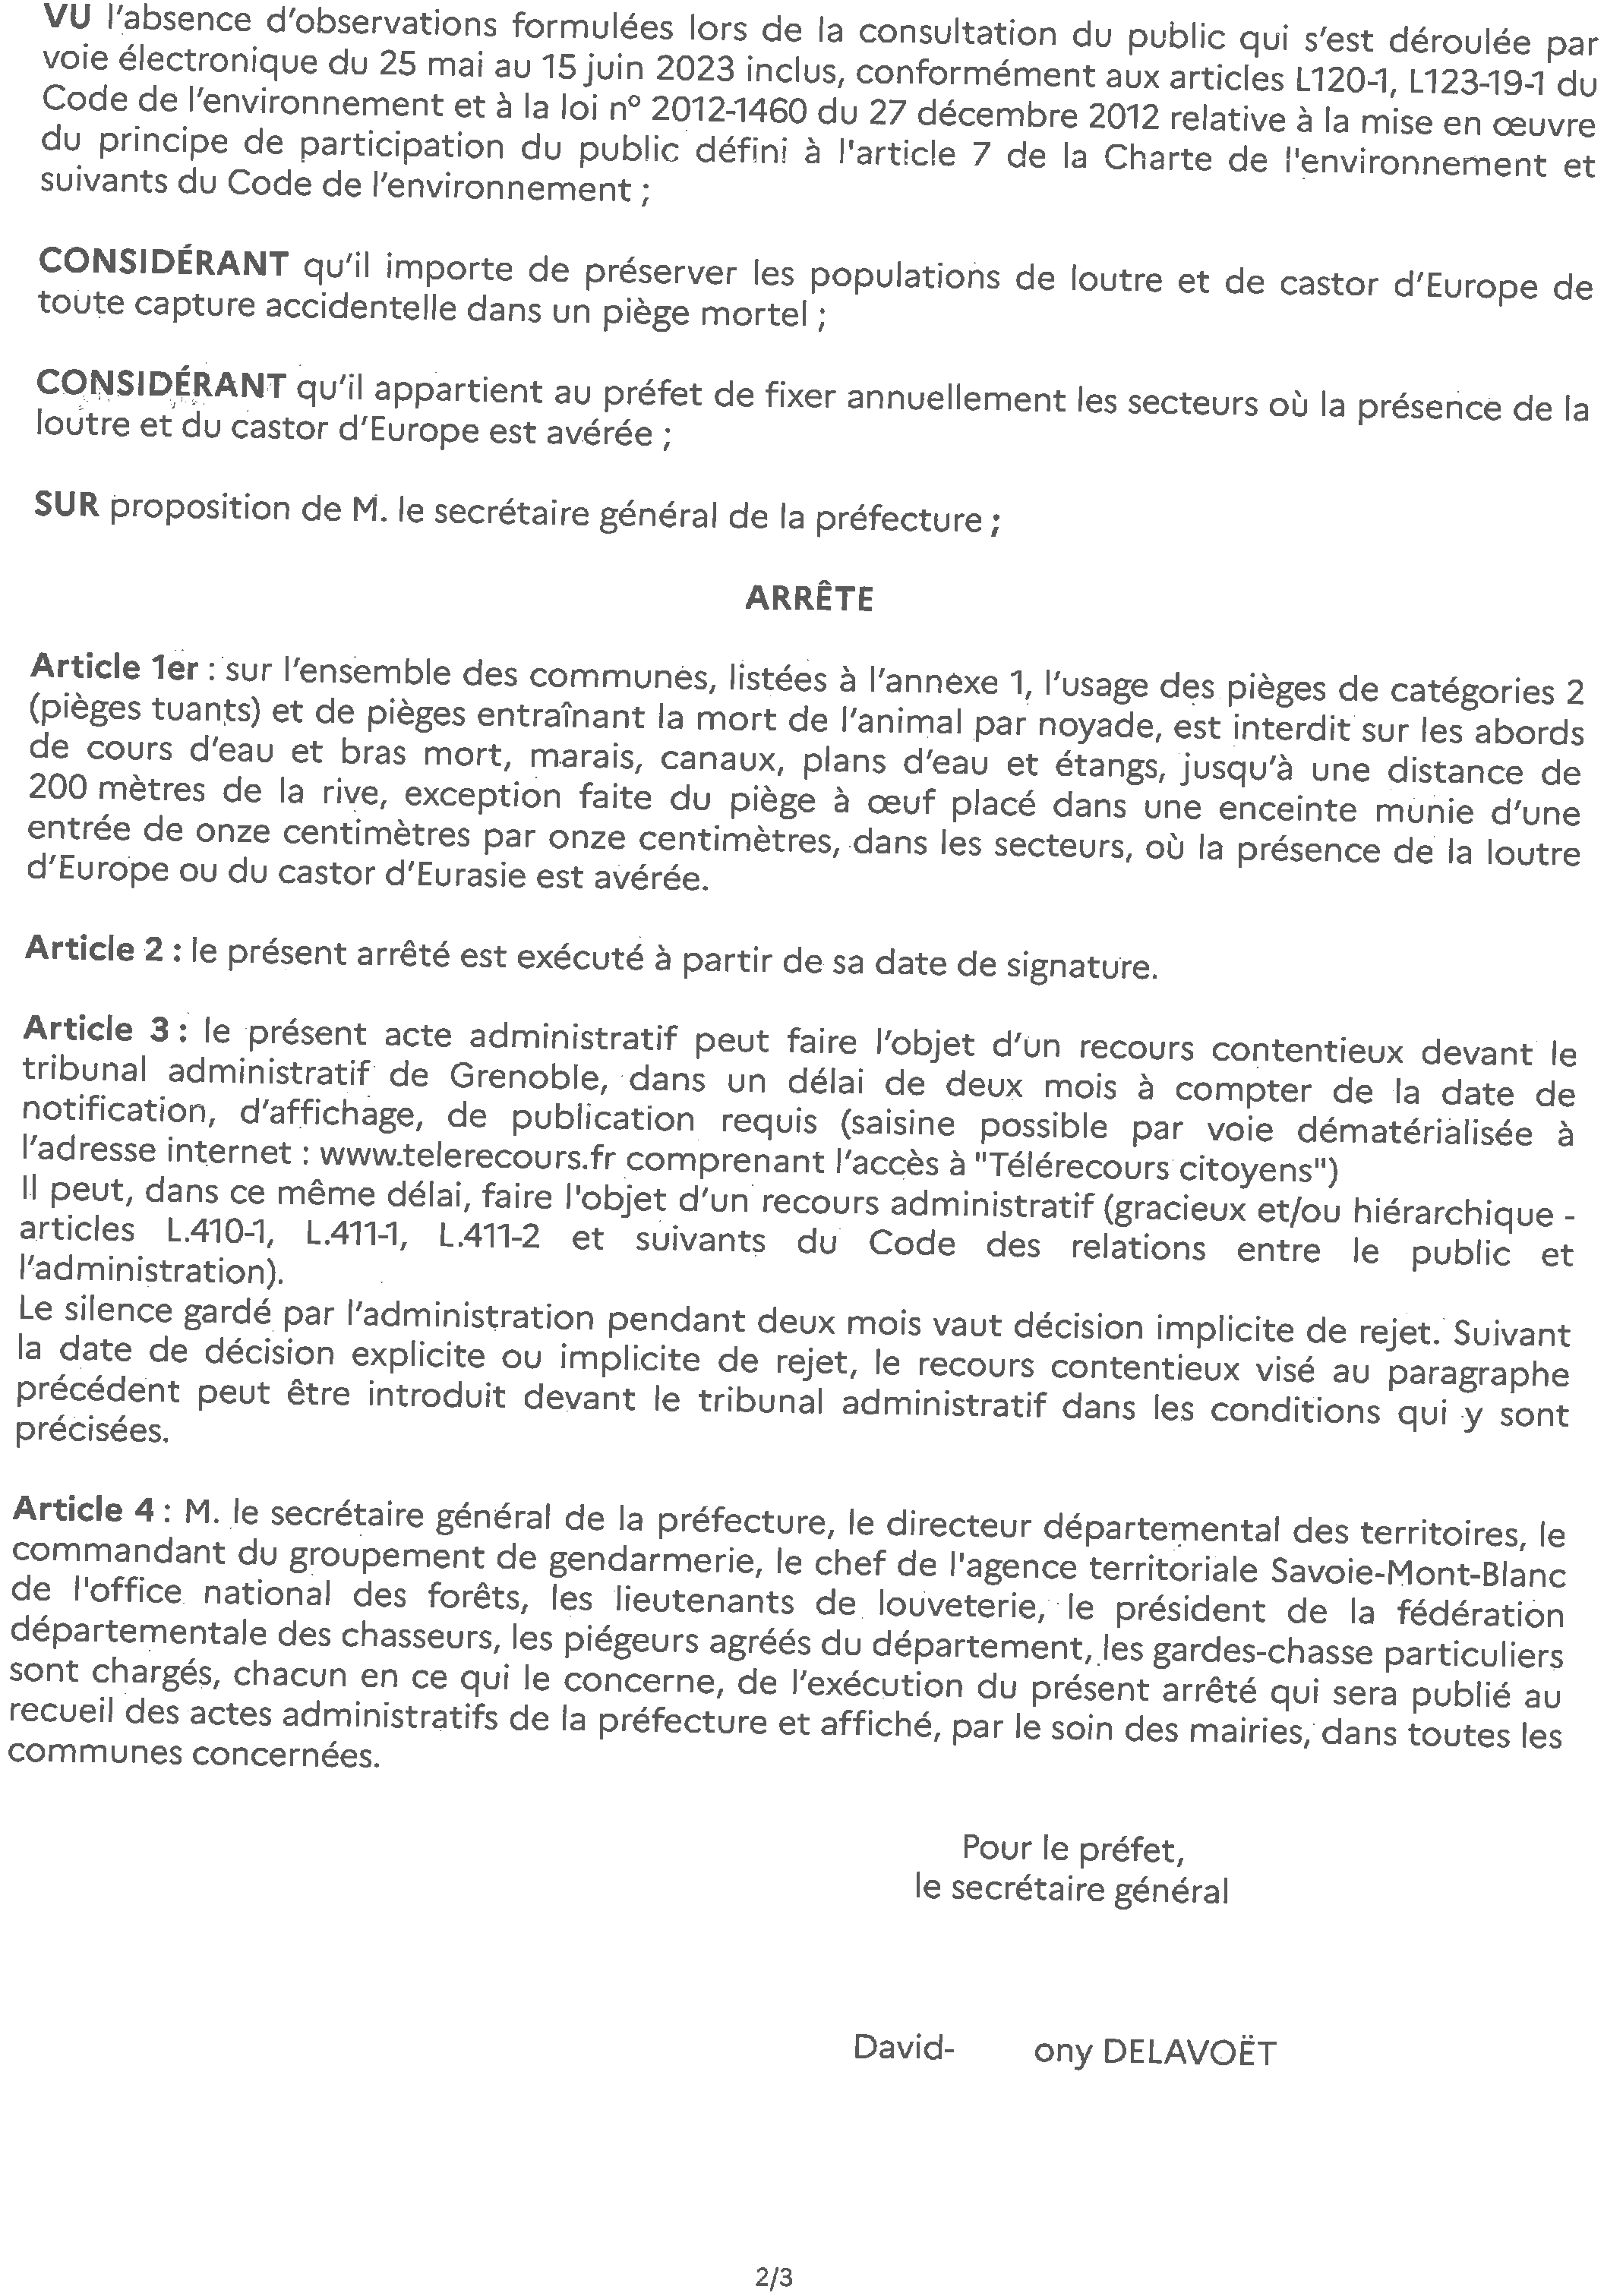 VU l'absence d'observations formulées lors de la consultation du public qui s'est déroulée par
voie électronique du 25 mai au 15 juin 2023 inclus, conformément aux articles L120-1, L123-19-1 du
Code de l'environnement et à la loi n° 2012-1460 du 27 décembre 2012 relative à la mise en œuvre
du principe de participation du public défini à l'article 7 de la Charte de l'environnement et
suivants du Code de l'environnement ;
CONSIDÉRANT qu'il importe de préserver les populations de loutre et de castor d'Europe de
toute capture accidentelle dans un piège mortel ;
CONSIDÉRANT qu'il appartient au préfet de fixer annuellement les secteurs où la présence de la
loutre et du castor d'Europe est avérée ;
SUR proposition de M. le secrétaire général de la préfecture ;
ARRÊTE
Article 1er : sur l'ensemble des communes, listées à l'annexe 1, l'usage des pièges de catégories 2
(pièges tuants) et de pièges entraînant la mort de l'animal par noyade, est interdit sur les abords
de cours d'eau et bras mort, marais, canaux, plans d'eau et étangs, jusqu'à une distance de
200 mètres de la rive, exception faite du piège à œuf placé dans une enceinte munie d'une
entrée de onze centimètres par onze centimètres, dans les secteurs, où la présence de la loutre
d'Europe ou du castor d'Eurasie est avérée.
Article 2 : le présent arrêté est exécuté à partir de sa date de signature.
Article 3 : le présent acte administratif peut faire l'objet d'un recours contentieux devant le
tribunal administratif de Grenoble, dans un délai de deux mois à compter de la date de
notification, d'affichage, de publication requis (saisine possible par voie dématérialisée à
l'adresse internet : www.telerecours.fr comprenant l'accès à "Télérecours citoyens")
Il peut, dans ce même délai, faire l'objet d'un recours administratif (gracieux et/ou hiérarchique -
articles L.410-1, L.411-1, L.411-2 et suivants du Code des relations entre le public et
l'administration).
Le silence gardé par l'administration pendant deux mois vaut décision implicite de rejet. Suivant
la date de décision explicite ou implicite de rejet, le recours contentieux visé au paragraphe
précédent peut être introduit devant le tribunal administratif dans les conditions qui y sont
précisées.
Article 4 : M. le secrétaire général de la préfecture, le directeur départemental des territoires, le
commandant du groupement de gendarmerie, le chef de l'agence territoriale Savoie-Mont-Blanc
de l'office national des forêts, les lieutenants de louveterie, le président de la fédération
départementale des chasseurs, les piégeurs agréés du département, les gardes-chasse particuliers
sont chargés, chacun en ce qui le concerne, de l'exécution du présent arrêté qui sera publié au
recueil des actes administratifs de la préfecture et affiché, par le soin des mairies, dans toutes les
communes concernées.
Pour le préfet,
le secrétaire général
David- ony DELAVOËT
2/3